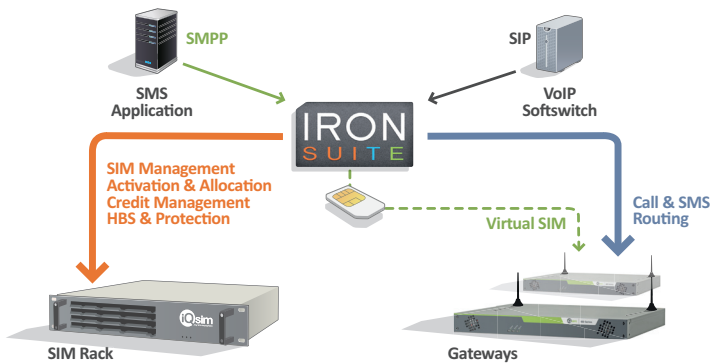 SMPP
SIP
SMS
Application
VoIP
Softswitch
IRON
SUITE
SIM Management
Activation & Allocation
Credit Management
HBS & Protection
Call & SMS
Routing
Virtual SIM
iQsim
SIM Rack
Gateways